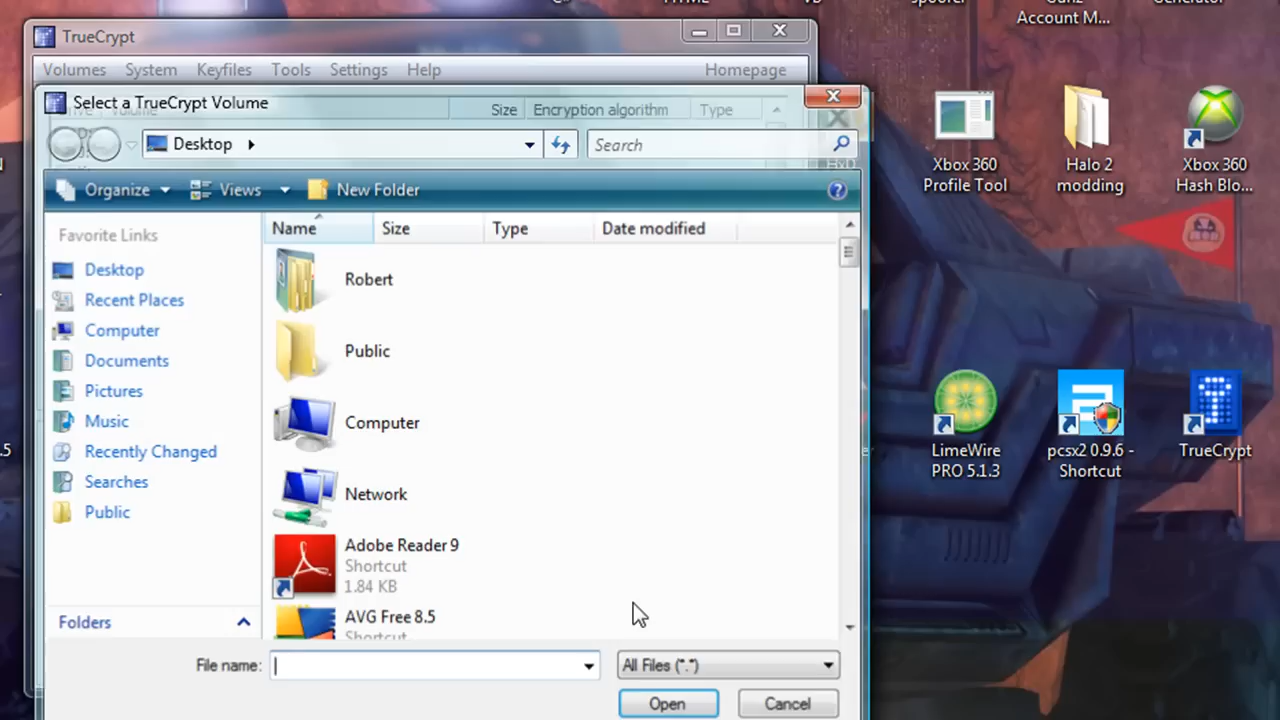 Account M...
TrueCrypt
Volumes System Keyfiles Tools Settings Help Homepage
Select a TrueCrypt Volume
Volume Size Encryption algorithm Type
Desktop
Search
Organize Views New Folder
Favorite Links
Desktop
Recent Places
Computer
Documents
Pictures
Music
Recently Changed
Searches
Public
Folders
Name Size Type Date modified
Robert
Public
Computer
Network
Adobe Reader 9
Shortcut
1.84 KB
AVG Free 8.5
Shortcut
File name:
All Files (*.*)
Open Cancel
Xbox 360
Profile Tool
Halo 2
modding
Xbox 360
Hash Blo...
LimeWire
PRO 5.1.3
pcsx2 0.9.6 -
Shortcut
TrueCrypt